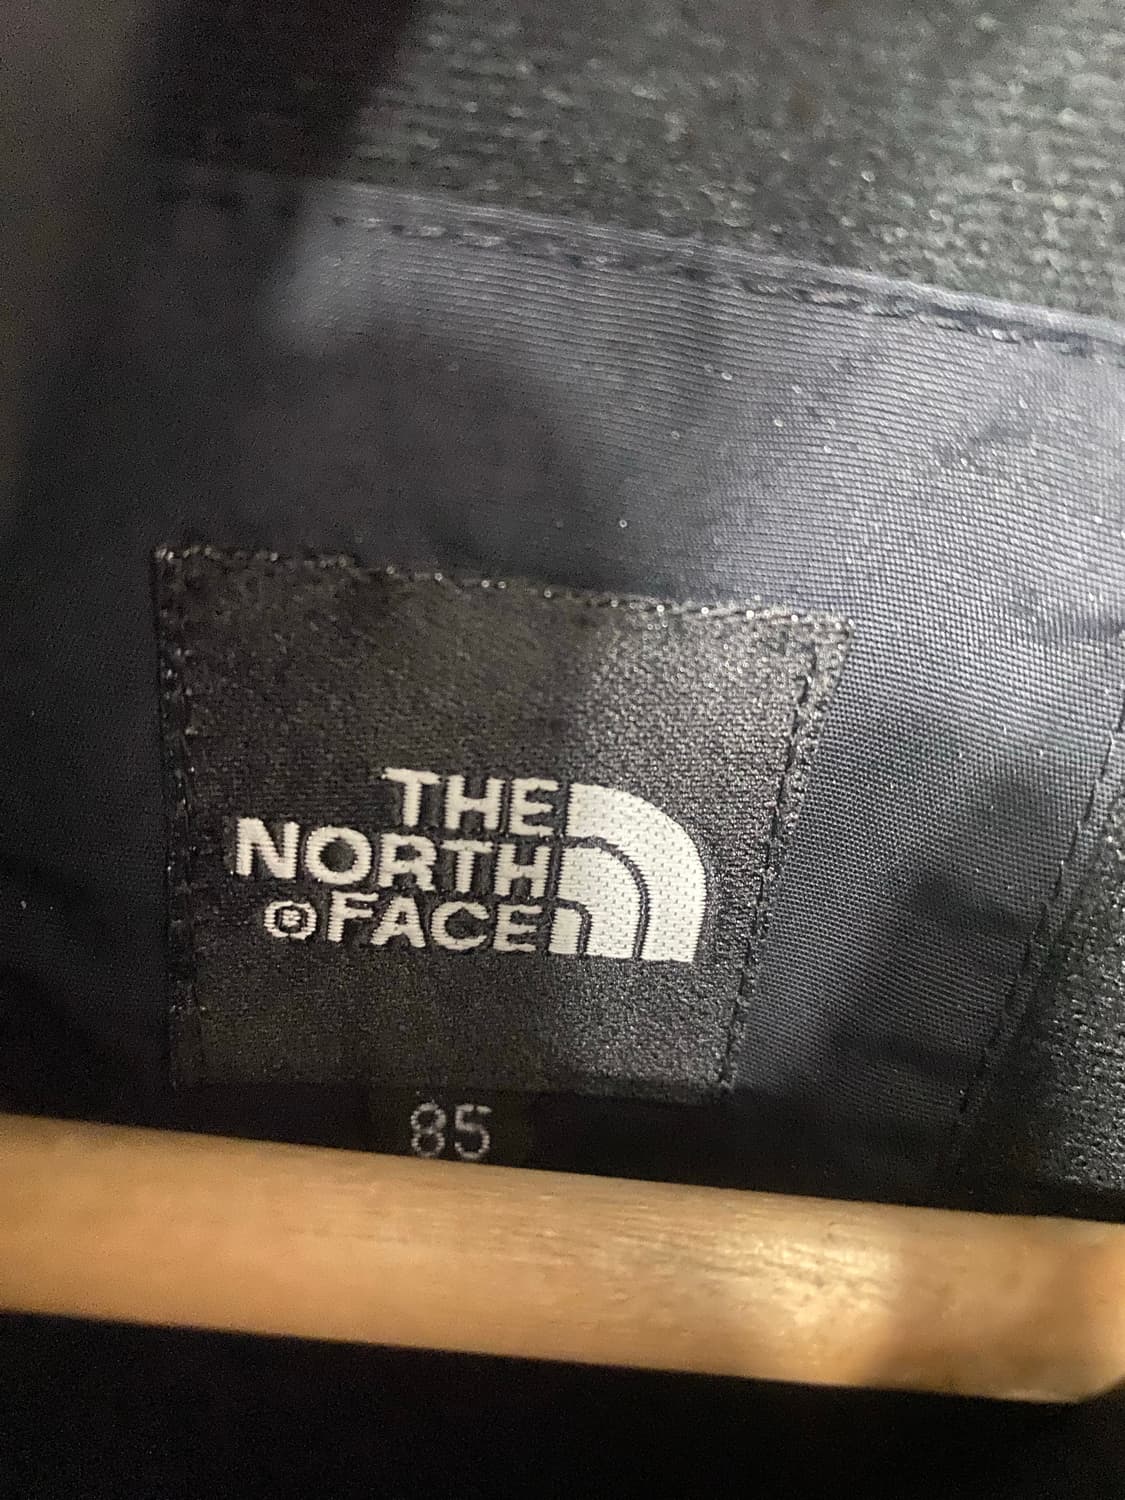 THE
NORTH
®FACE
85